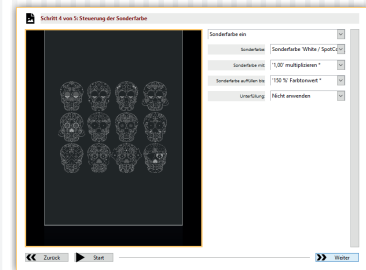 Schritt 4 von 5: Steuerung der Sonderfarbe
Sonderfarbe ein
Sonderfarbe: Sonderfarbe 'White / SpotCo
Sonderfarbe mit: '1,00' multiplizieren *
Sonderfarbe auffüllen bis: '150 %' Farbtonwert *
Unterfüllung: Nicht anwenden
Zurück Start Weiter